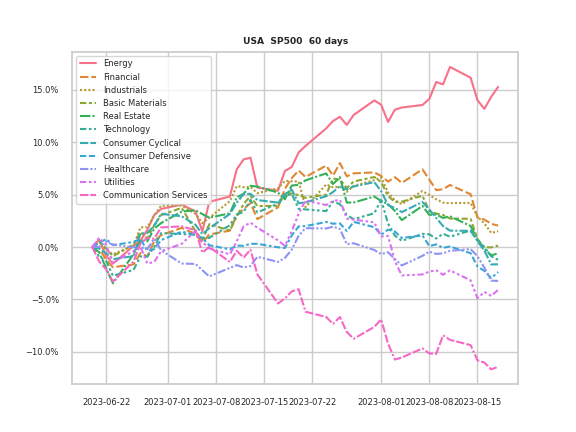 USA  SP500  60 days
Energy
Financial
Industrials
Basic Materials
Real Estate
Technology
Consumer Cyclical
Consumer Defensive
Healthcare
Utilities
Communication Services
15.0%
10.0%
5.0%
0.0%
−5.0%
−10.0%
2023-06-22 2023-07-01 2023-07-08 2023-07-15 2023-07-22 2023-08-01 2023-08-08 2023-08-15